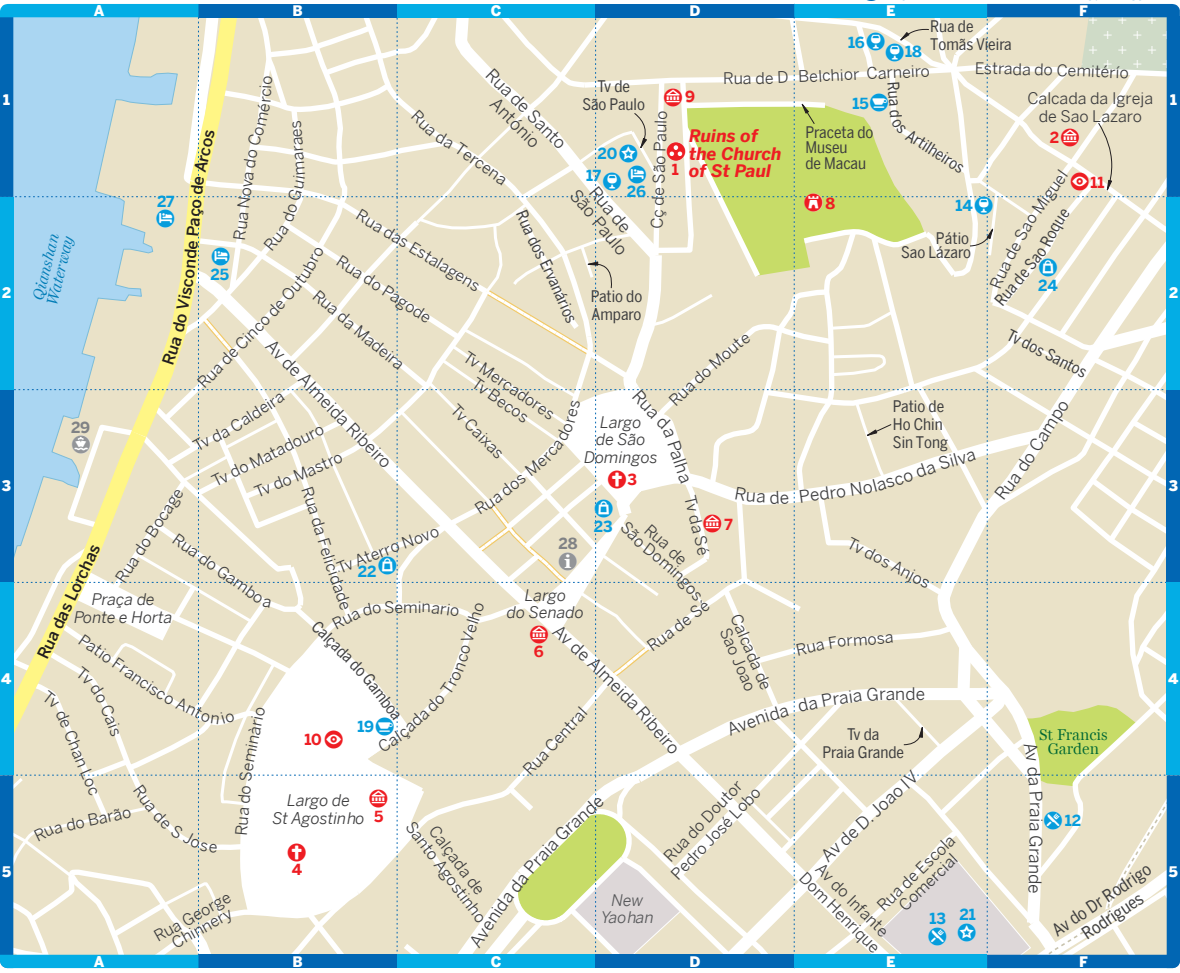 A
B
C
D
E
F
1
Rua de Santo
António
Tv de
São Paulo
Rua de D Belchior Carneiro
Rua de
Tomás Vieira
16
18
Estrada do Cemitério
9
15
Rua dos Artilheiros
Calcada da Igreja
de Sao Lazaro
2
11
Praceta do
Museu
de Macau
Ruins of
the Church
of St Paul
1
20
17
26
Cç de São Paulo
Rua de
São Paulo
Rua da Tercena
Rua Nova do Comércio
Rua do Guimaraes
Rua do Visconde Paço de Arcos
1
2
27
25
Qianshan
Waterway
Rua das Estalagens
Rua dos Ervanários
Rua do Pagode
Rua da Madeira
Rua de Cinco de Outubro
Av de Almeida Ribeiro
Patio do
Amparo
8
14
Pátio
Sao Lázaro
Rua de Sao Miguel
Rua de Sao Roque
24
Tv dos Santos
Rua do Moute
Tv Mercadores
Tv Becos
Tv Caixas
2
3
29
Tv da Caldeira
Tv do Matadouro
Tv do Mastro
Rua da Felicidade
Rua do Bocage
Rua do Gamboa
Tv Aterro Novo
22
Rua dos Mercadores
Largo
de São
Domingos
3
23
28
Rua da Palha
Tv da Sé
7
Rua de
São Domingos
Patio de
Ho Chin
Sin Tong
Rua de Pedro Nolasco da Silva
Rua do Campo
Tv dos Anjos
3
4
Rua das Lorchas
Praça de
Ponte e Horta
Patio Francisco Antonio
Tv do Cais
Tv de Chan Loc
Rua do Seminario
Calçada do Gamboa
Calçada do Tronco Velho
19
10
Rua do Seminàrio
Largo
do Senado
6
Av de Almeida Ribeiro
Rua Central
Calçada de
Sao Joao
Rua Formosa
Avenida da Praia Grande
Tv da
Praia Grande
St Francis
Garden
Av da Praia Grande
4
5
Rua do Barão
Rua de S Jose
Rua George
Chinnery
Largo de
St Agostinho
5
4
Calçada de
Santo Agostinho
Avenida da Praia Grande
New
Yaohan
Rua do Doutor
Pedro José Lobo
Av de D. Joao IV
Av do Infante
Dom Henrique
Rua de Escola
Comercial
13
21
12
Av do Dr Rodrigo
Rodrigues
5
A
B
C
D
E
F